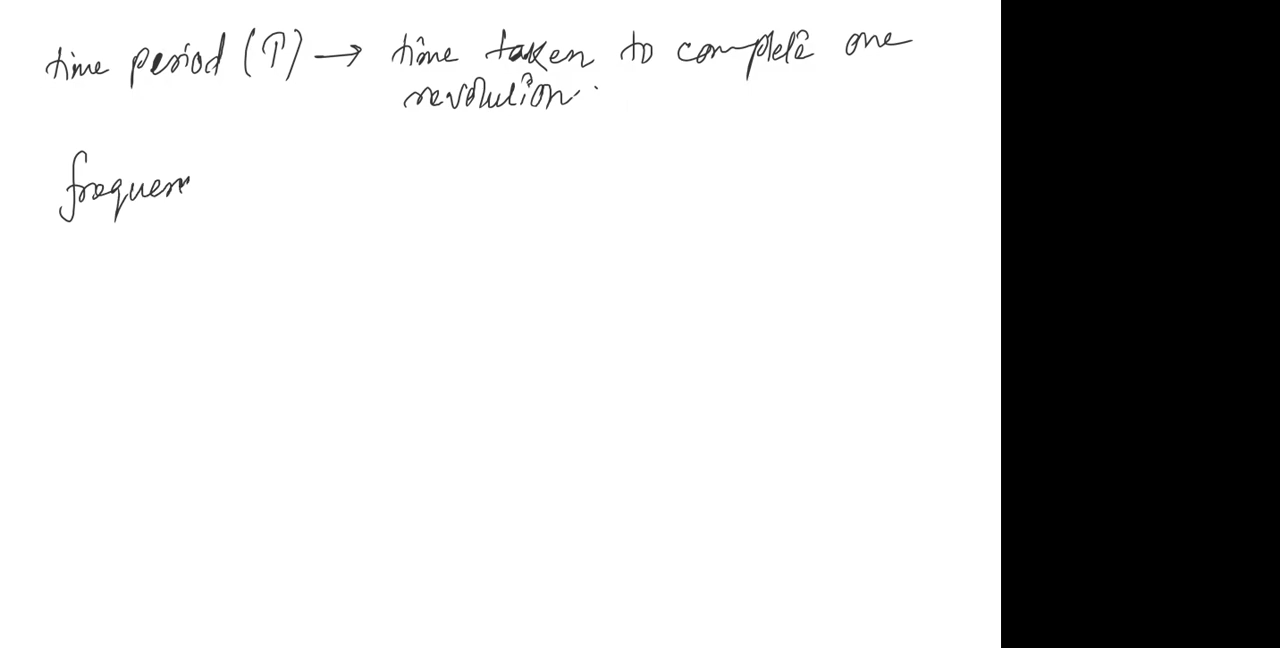 time period (T) → time taken to complete one
revolution.
frequen